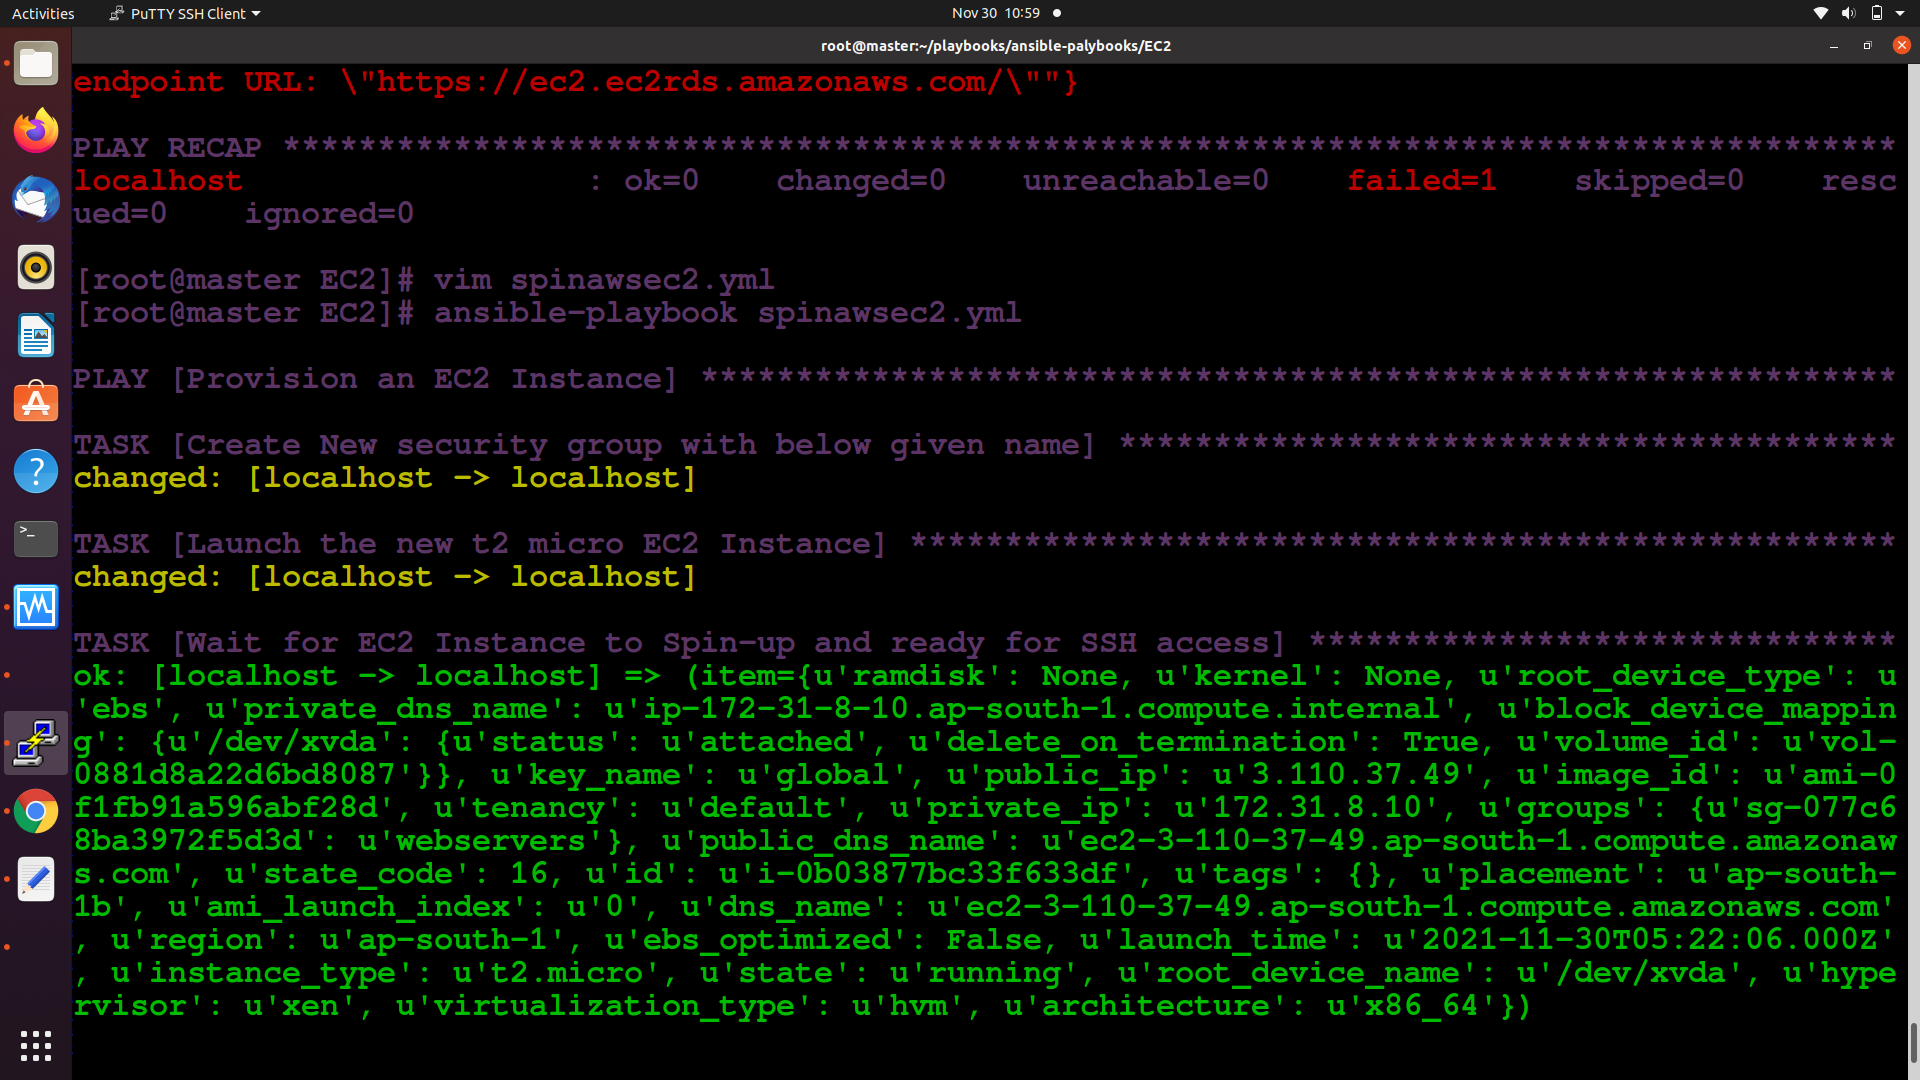 Activities
PuTTY SSH Client
Nov 30 10:59
root@master:~/playbooks/ansible-palybooks/EC2
endpoint URL: \"https://ec2.ec2rds.amazonaws.com/\""}
PLAY RECAP *************************************************************************************
localhost                  : ok=0    changed=0    unreachable=0    failed=1    skipped=0    resc
ued=0    ignored=0
[root@master EC2]# vim spinawsec2.yml
[root@master EC2]# ansible-playbook spinawsec2.yml
PLAY [Provision an EC2 Instance] ***************************************************************
TASK [Create New security group with below given name] *****************************************
changed: [localhost -> localhost]
TASK [Launch the new t2 micro EC2 Instance] ****************************************************
changed: [localhost -> localhost]
TASK [Wait for EC2 Instance to Spin-up and ready for SSH access] *******************************
ok: [localhost -> localhost] => (item={u'ramdisk': None, u'kernel': None, u'root_device_type': u
'ebs', u'private_dns_name': u'ip-172-31-8-10.ap-south-1.compute.internal', u'block_device_mappin
g': {u'/dev/xvda': {u'status': u'attached', u'delete_on_termination': True, u'volume_id': u'vol-
0881d8a22d6bd8087'}}, u'key_name': u'global', u'public_ip': u'3.110.37.49', u'image_id': u'ami-0
f1fb91a596abf28d', u'tenancy': u'default', u'private_ip': u'172.31.8.10', u'groups': {u'sg-077c6
8ba3972f5d3d': u'webservers'}, u'public_dns_name': u'ec2-3-110-37-49.ap-south-1.compute.amazonaw
s.com', u'state_code': 16, u'id': u'i-0b03877bc33f633df', u'tags': {}, u'placement': u'ap-south-
1b', u'ami_launch_index': u'0', u'dns_name': u'ec2-3-110-37-49.ap-south-1.compute.amazonaws.com'
, u'region': u'ap-south-1', u'ebs_optimized': False, u'launch_time': u'2021-11-30T05:22:06.000Z'
, u'instance_type': u't2.micro', u'state': u'running', u'root_device_name': u'/dev/xvda', u'hype
rvisor': u'xen', u'virtualization_type': u'hvm', u'architecture': u'x86_64'})